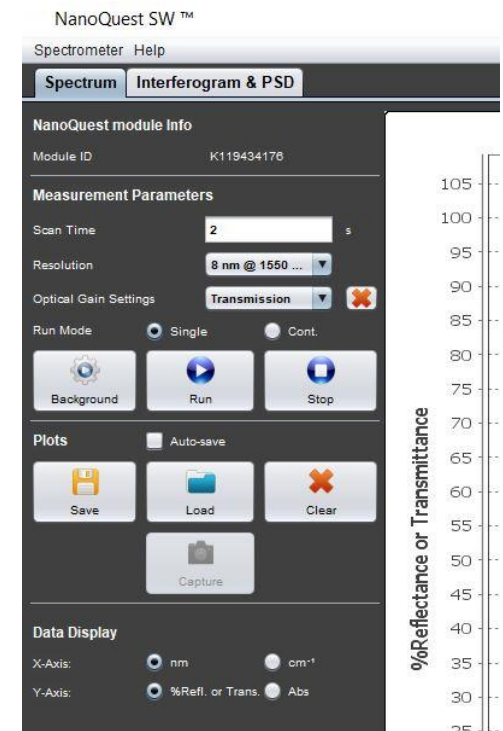 NanoQuest SW ™
Spectrometer Help
Spectrum Interferogram & PSD
NanoQuest module Info
Module ID K119434176
Measurement Parameters
Scan Time 2 s
Resolution 8 nm @ 1550 ...
Optical Gain Settings Transmission
Run Mode Single Cont.
Background Run Stop
Plots Auto-save
Save Load Clear
Capture
Data Display
X-Axis: nm cm⁻¹
Y-Axis: %Refl. or Trans. Abs
%Reflectance or Transmittance
105
100
95
90
85
80
75
70
65
60
55
50
45
40
35
30